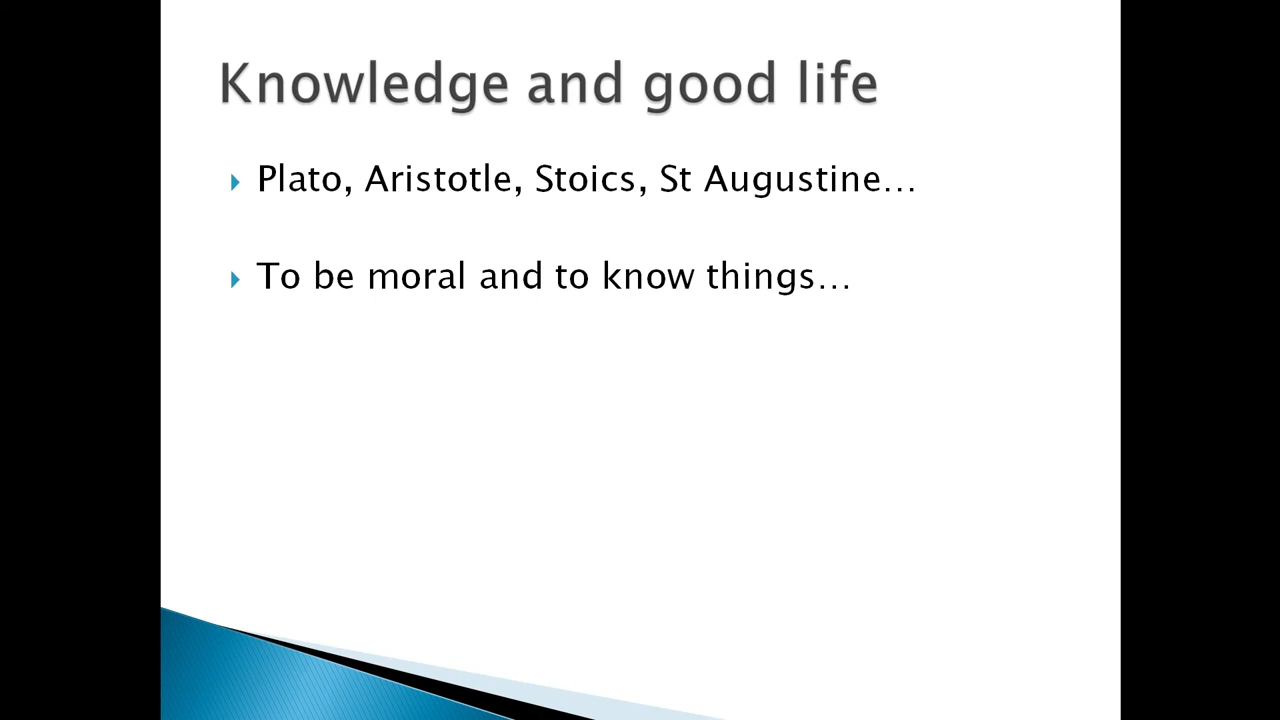 Knowledge and good life
Plato, Aristotle, Stoics, St Augustine…
To be moral and to know things…